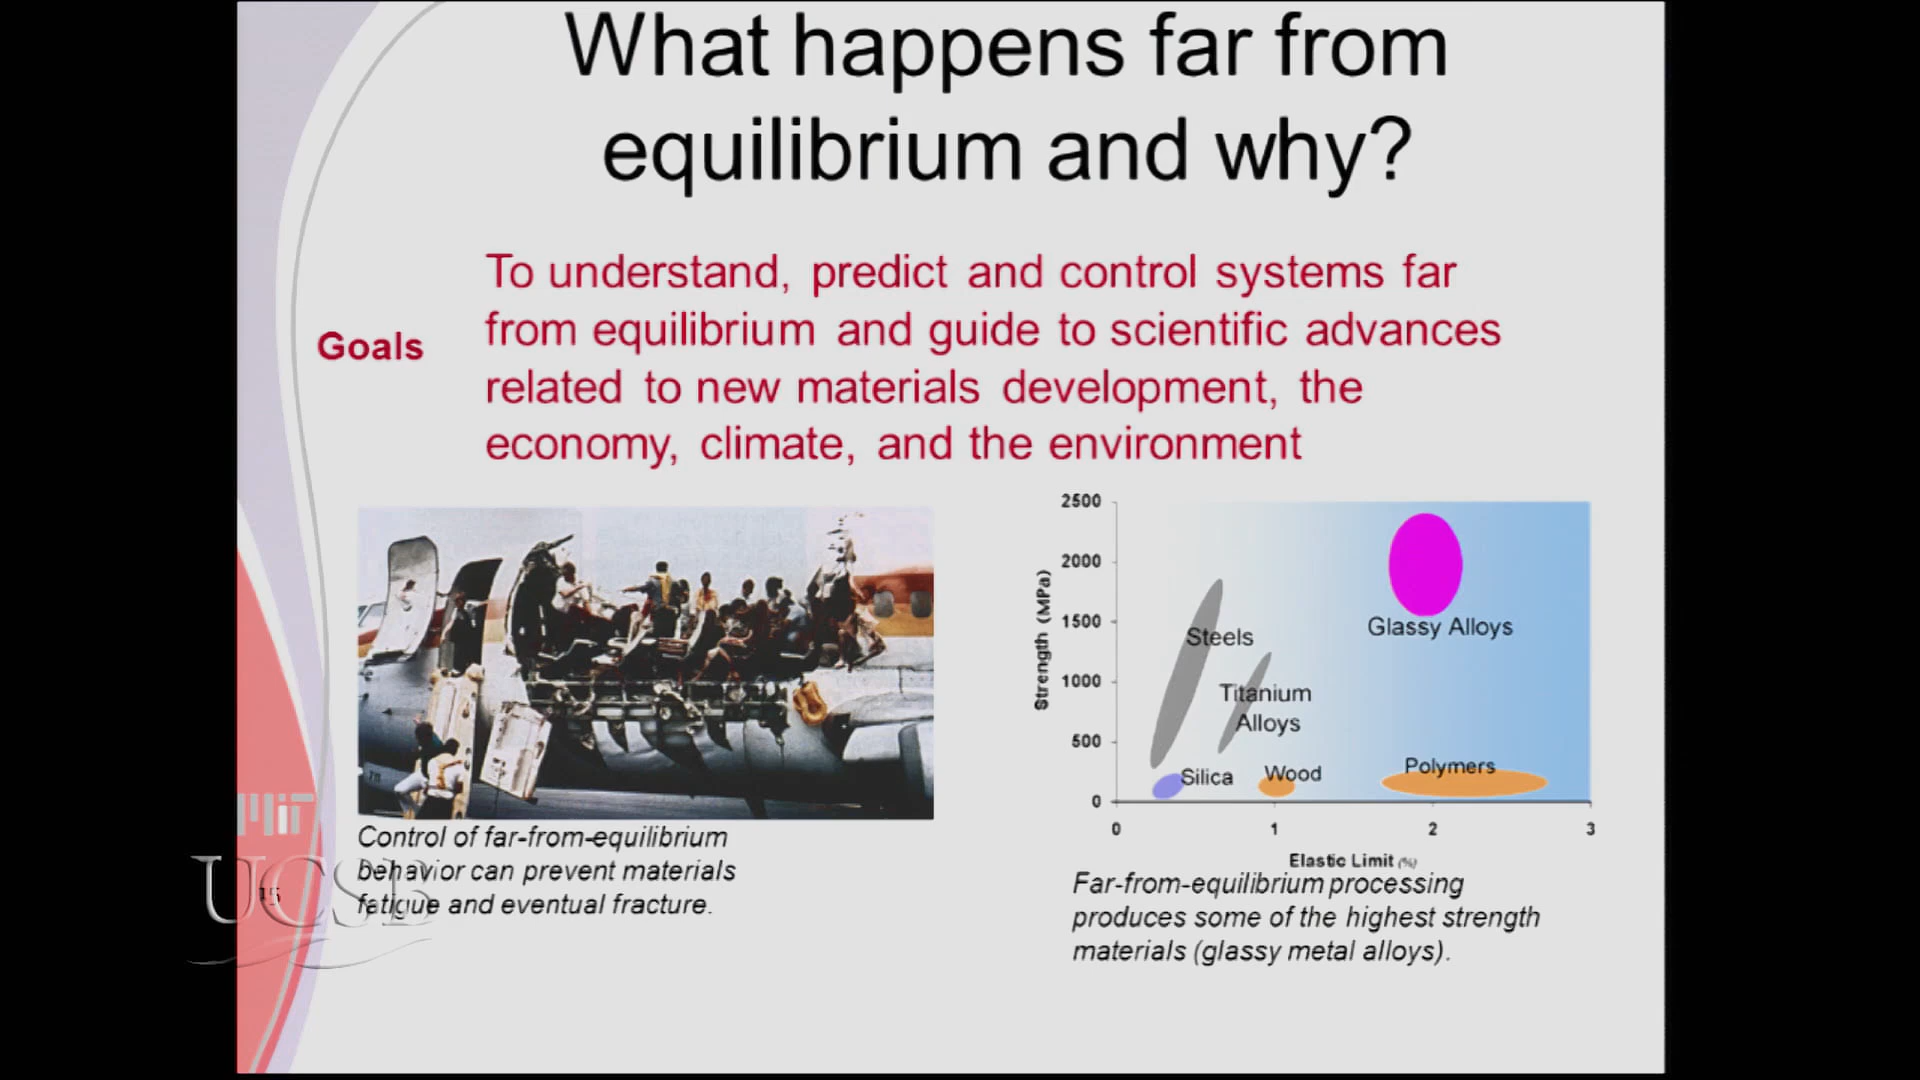 What happens far from
equilibrium and why?
Goals
To understand, predict and control systems far
from equilibrium and guide to scientific advances
related to new materials development, the
economy, climate, and the environment
2500
2000
1500
1000
500
0
Strength (MPa)
Steels
Titanium
Alloys
Silica
Wood
Glassy Alloys
Polymers
0 1 2 3
Elastic Limit (%)
Control of far-from-equilibrium
behavior can prevent materials
fatigue and eventual fracture.
Far-from-equilibrium processing
produces some of the highest strength
materials (glassy metal alloys).
MIT
UCSB
15